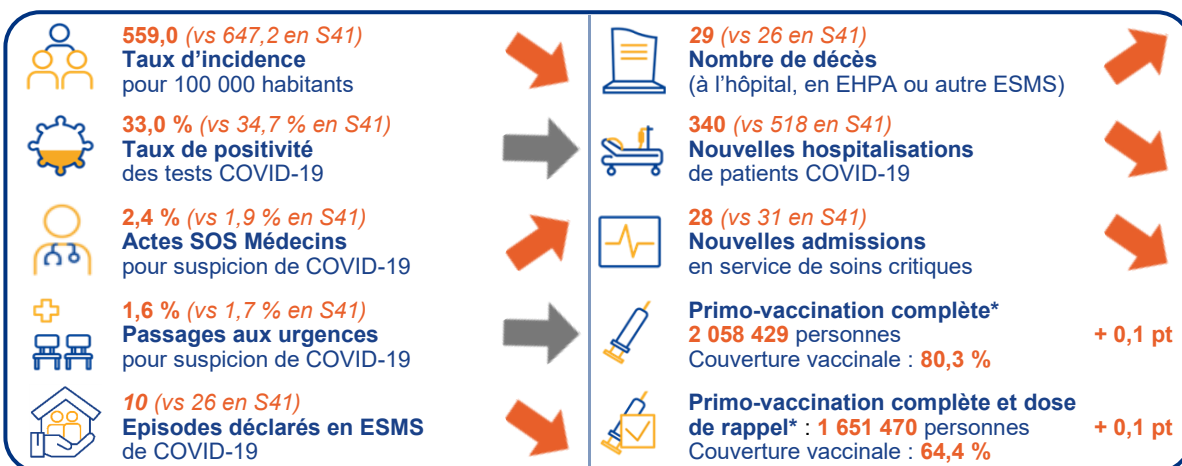 559,0 (vs 647,2 en S41)
Taux d'incidence
pour 100 000 habitants
33,0 % (vs 34,7 % en S41)
Taux de positivité
des tests COVID-19
2,4 % (vs 1,9 % en S41)
Actes SOS Médecins
pour suspicion de COVID-19
1,6 % (vs 1,7 % en S41)
Passages aux urgences
pour suspicion de COVID-19
10 (vs 26 en S41)
Episodes déclarés en ESMS
de COVID-19
29 (vs 26 en S41)
Nombre de décès
(à l'hôpital, en EHPA ou autre ESMS)
340 (vs 518 en S41)
Nouvelles hospitalisations
de patients COVID-19
28 (vs 31 en S41)
Nouvelles admissions
en service de soins critiques
Primo-vaccination complète*
2 058 429 personnes + 0,1 pt
Couverture vaccinale : 80,3 %
Primo-vaccination complète et dose
de rappel* : 1 651 470 personnes + 0,1 pt
Couverture vaccinale : 64,4 %